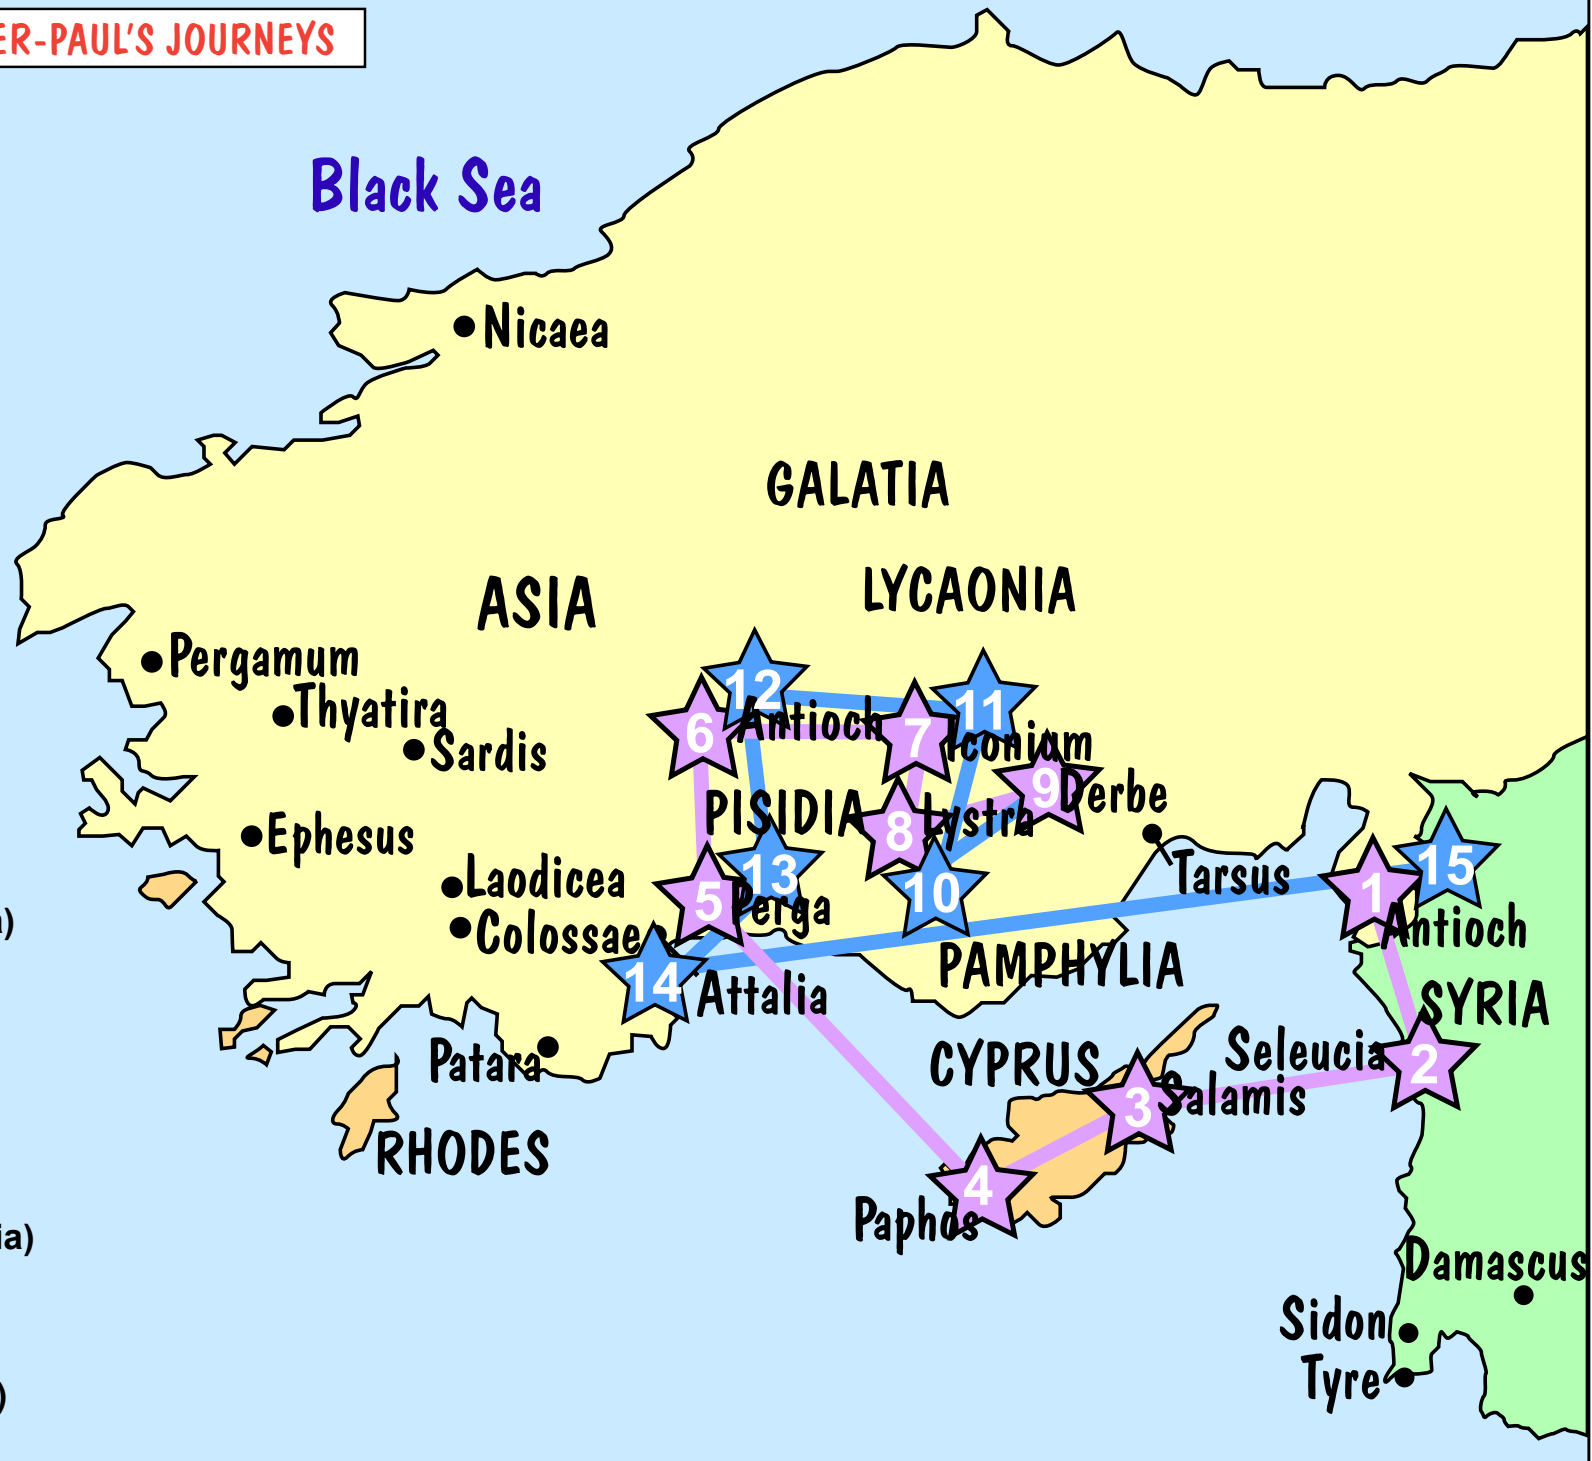 ER-PAUL'S JOURNEYS
Black Sea
Nicaea
GALATIA
ASIA
LYCAONIA
Pergamum
Thyatira
Sardis
12
11
6
Antioch
7
Iconium
9
Derbe
PISIDIA
8
Lystra
Ephesus
Tarsus
Laodicea
13
15
5
Perga
10
1
Antioch
a)
Colossae
PAMPHYLIA
14
Attalia
SYRIA
Patara
CYPRUS
Seleucia
2
3
Salamis
RHODES
4
Paphos
ia)
Damascus
Sidon
Tyre
)